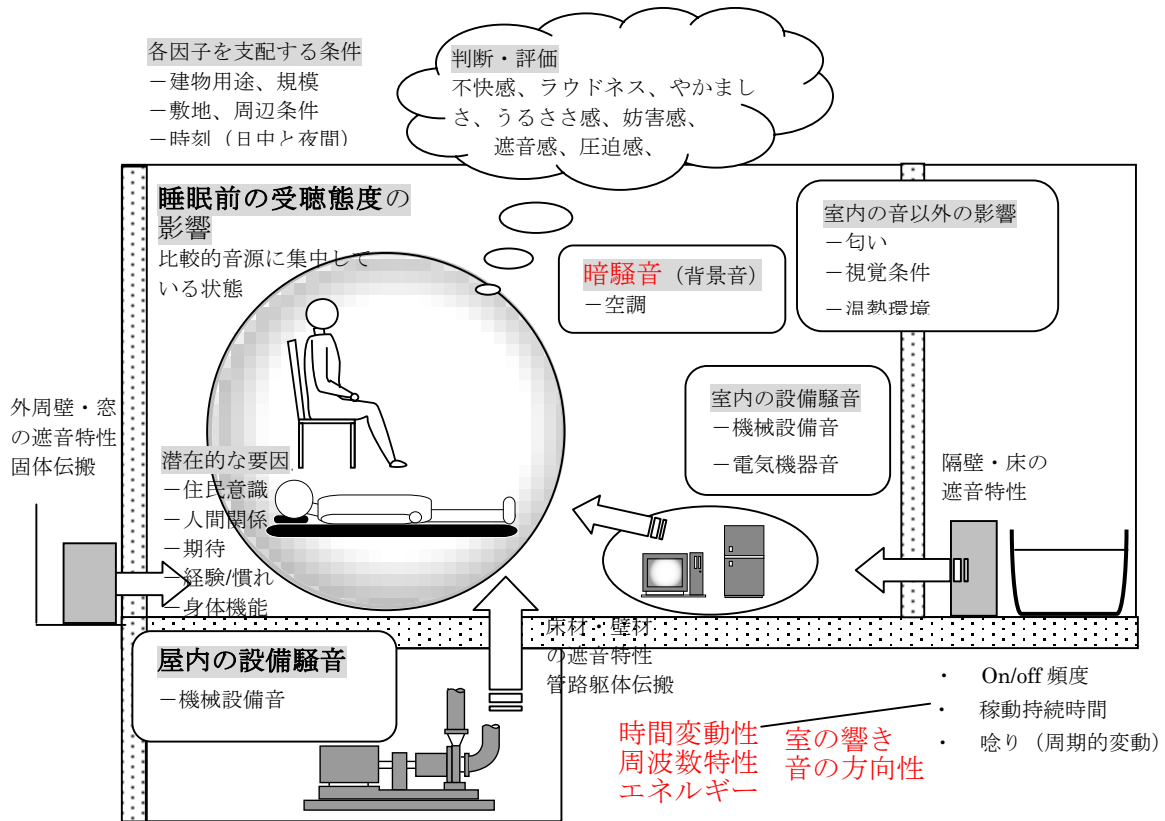 各因子を支配する条件
－建物用途、規模
－敷地、周辺条件
－時刻（日中と夜間）
判断・評価
不快感、ラウドネス、やかまし
さ、うるささ感、妨害感、
遮音感、圧迫感、
睡眠前の受聴態度の
影響
比較的音源に集中して
いる状態
暗騒音（背景音）
－空調
室内の音以外の影響
－匂い
－視覚条件
－温熱環境
室内の設備騒音
－機械設備音
－電気機器音
外周壁・窓
の遮音特性
固体伝搬
潜在的な要因
－住民意識
－人間関係
－期待
－経験/慣れ
－身体機能
隔壁・床の
遮音特性
屋内の設備騒音
－機械設備音
床材・壁材
の遮音特性
管路躯体伝搬
時間変動性
周波数特性
エネルギー
室の響き
音の方向性
・ On/off 頻度
・ 稼動持続時間
・ 唸り（周期的変動）